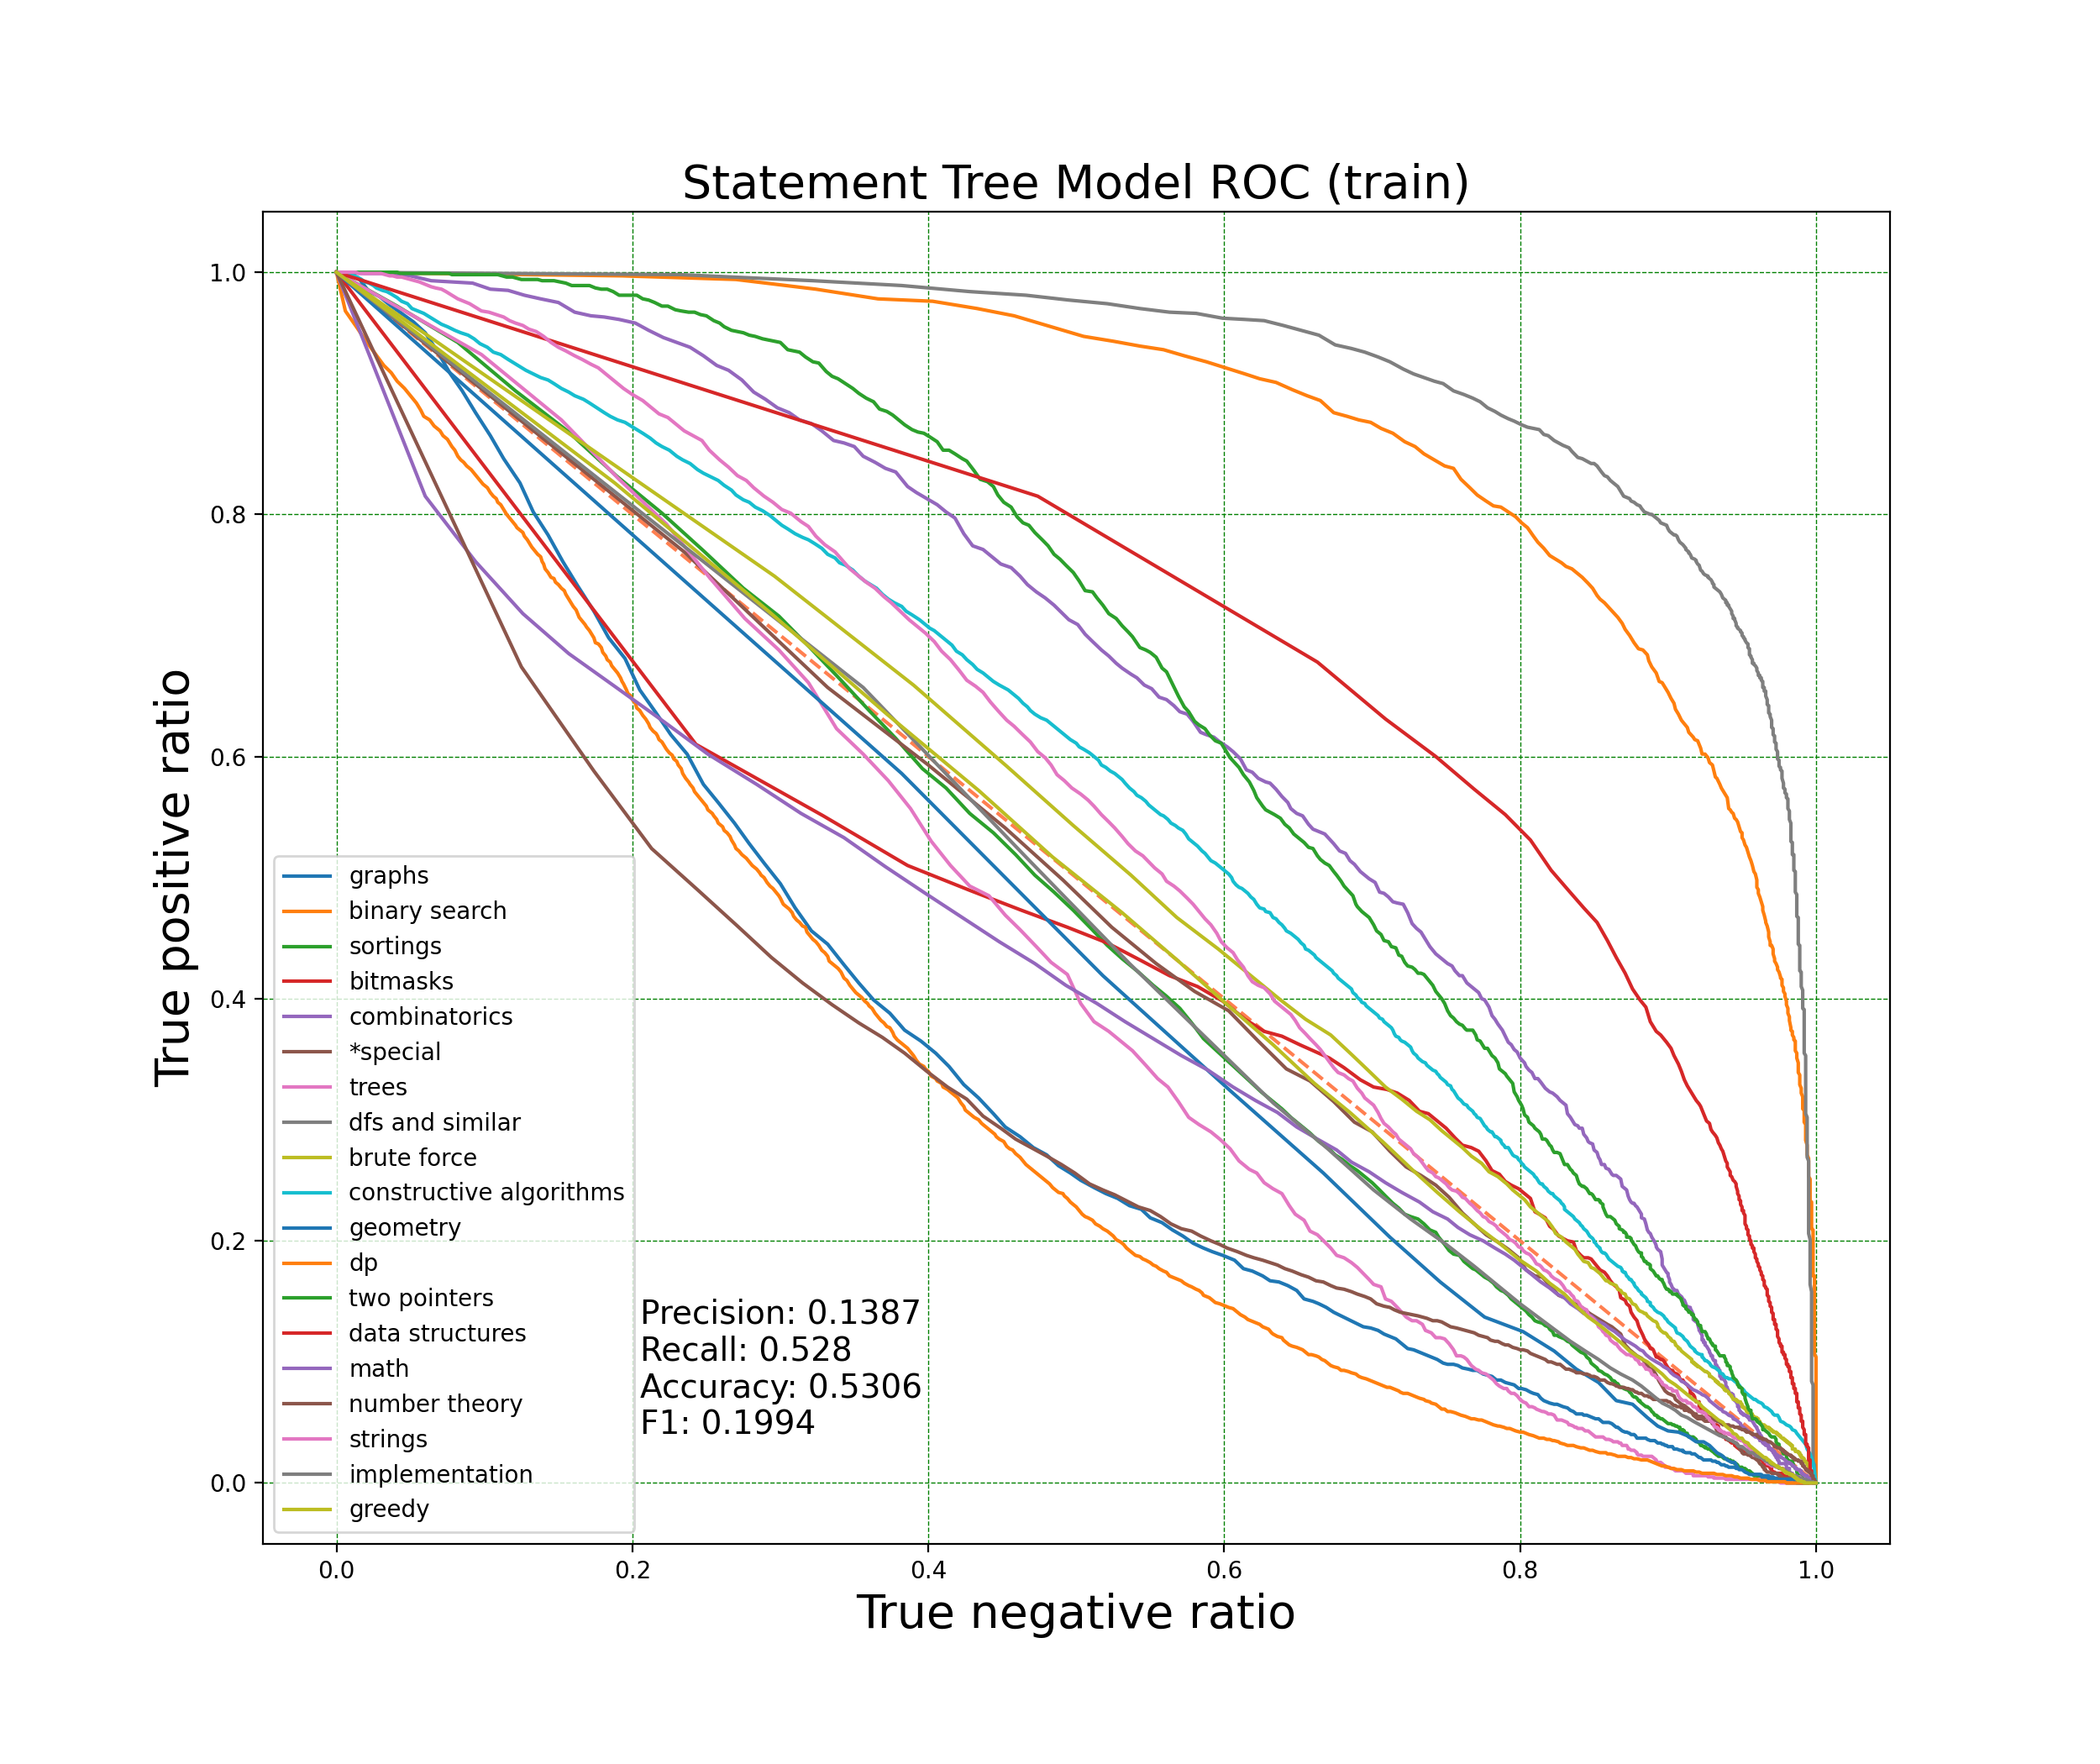 Statement Tree Model ROC (train)
True positive ratio
1.0
0.8
0.6
0.4
0.2
0.0
graphs
binary search
sortings
bitmasks
combinatorics
*special
trees
dfs and similar
brute force
constructive algorithms
geometry
dp
two pointers
data structures
math
number theory
strings
implementation
greedy
Precision: 0.1387
Recall: 0.528
Accuracy: 0.5306
F1: 0.1994
0.0 0.2 0.4 0.6 0.8 1.0
True negative ratio